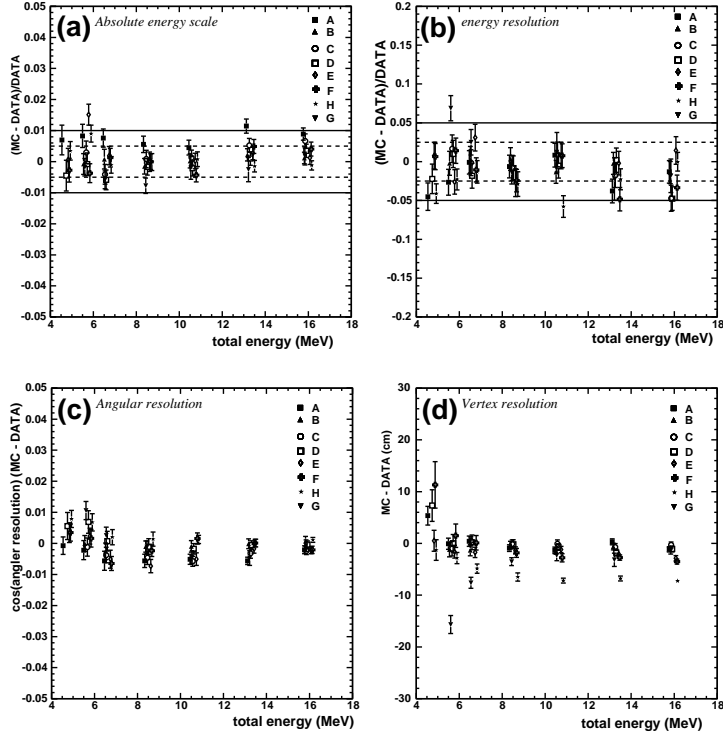 (a)
Absolute energy scale
A
B
C
D
E
F
H
G
(MC - DATA)/DATA
0.05
0.04
0.03
0.02
0.01
0
-0.01
-0.02
-0.03
-0.04
-0.05
4 6 8 10 12 14 16 18
total energy (MeV)
(b)
energy resolution
A
B
C
D
E
F
H
G
(MC - DATA)/DATA
0.2
0.15
0.1
0.05
0
-0.05
-0.1
-0.15
-0.2
4 6 8 10 12 14 16 18
total energy (MeV)
(c)
Angular resolution
A
B
C
D
E
F
H
G
cos(angler resolution) (MC - DATA)
0.05
0.04
0.03
0.02
0.01
0
-0.01
-0.02
-0.03
-0.04
-0.05
4 6 8 10 12 14 16 18
total energy (MeV)
(d)
Vertex resolution
A
B
C
D
E
F
H
G
MC - DATA (cm)
30
20
10
0
-10
-20
-30
4 6 8 10 12 14 16 18
total energy (MeV)